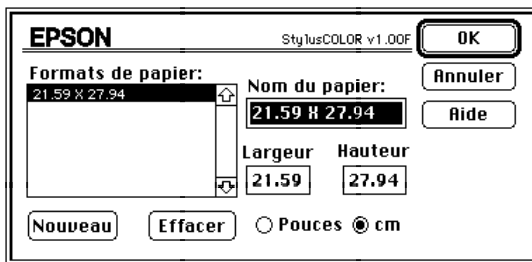 EPSON
StylusCOLOR v1.00F
OK
Formats de papier:
21.59 X 27.94
Nom du papier:
21.59 X 27.94
Annuler
Aide
Largeur Hauteur
21.59 27.94
Nouveau Effacer Pouces cm